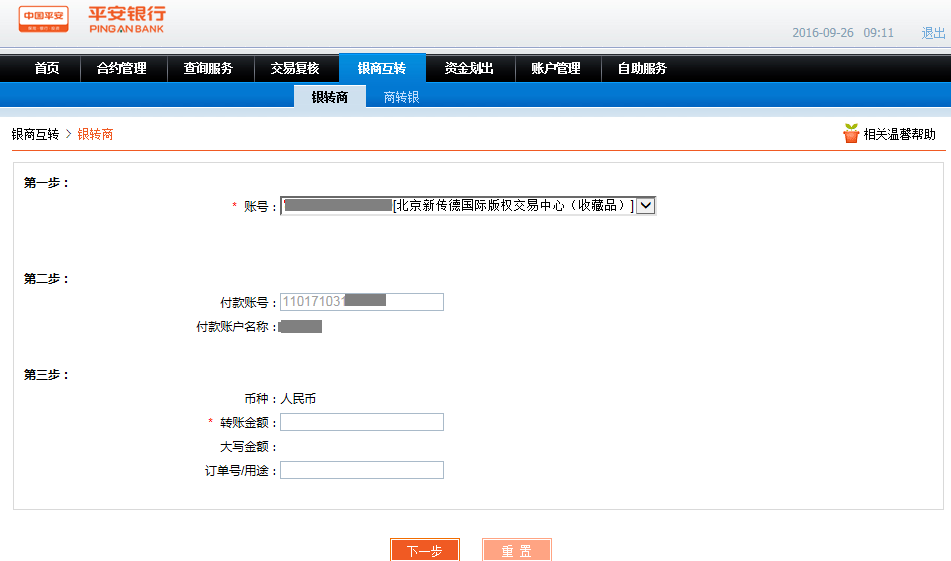 中国平安 平安银行
PING AN BANK
2016-09-26 09:11 退出
首页 合约管理 查询服务 交易复核 银商互转 资金划出 账户管理 自助服务
银转商 商转银
银商互转 > 银转商 相关温馨帮助
第一步：
* 账号： [北京新传德国际版权交易中心（收藏品）]
第二步：
付款账号： 110171031
付款账户名称：
第三步：
币种：人民币
* 转账金额：
大写金额：
订单号/用途：
下一步 重 置